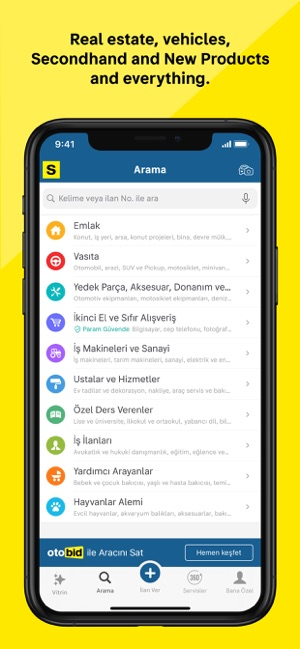 Real estate, vehicles,
Secondhand and New Products
and everything.
9:41
S
Arama
Kelime veya ilan No. ile ara
Emlak
Konut, iş yeri, arsa, konut projeleri, bina, devre mülk,...
Vasıta
Otomobil, arazi, SUV ve Pickup, motosiklet, minivan...
Yedek Parça, Aksesuar, Donanım ve...
Otomotiv ekipmanları, motosiklet ekipmanları, deniz...
İkinci El ve Sıfır Alışveriş
Param Güvende Bilgisayar, cep telefonu, fotoğraf...
İş Makineleri ve Sanayi
İş makineleri, tarım makineleri, sanayi, elektrik ve en...
Ustalar ve Hizmetler
Ev tadilat ve dekorasyon, nakliye, araç servis ve bakı...
Özel Ders Verenler
Lise ve üniversite, ilkokul ve ortaokul, yabancı dil, bil...
İş İlanları
Avukatlık ve hukuki danışmanlık, eğitim, eğlence ve...
Yardımcı Arayanlar
Bebek ve çocuk bakıcısı, yaşlı ve hasta bakıcısı, temi...
Hayvanlar Alemi
Evcil hayvanlar, akvaryum balıkları, aksesuarlar, bakı...
otobid ile Aracını Sat
Hemen keşfet
Vitrin
Arama
İlan Ver
360°
Servisler
Bana Özel